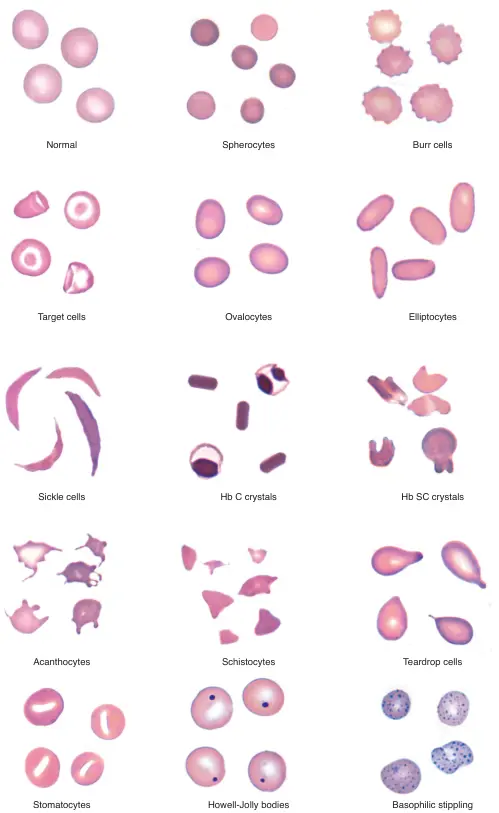 Normal
Spherocytes
Burr cells
Target cells
Ovalocytes
Elliptocytes
Sickle cells
Hb C crystals
Hb SC crystals
Acanthocytes
Schistocytes
Teardrop cells
Stomatocytes
Howell-Jolly bodies
Basophilic stippling